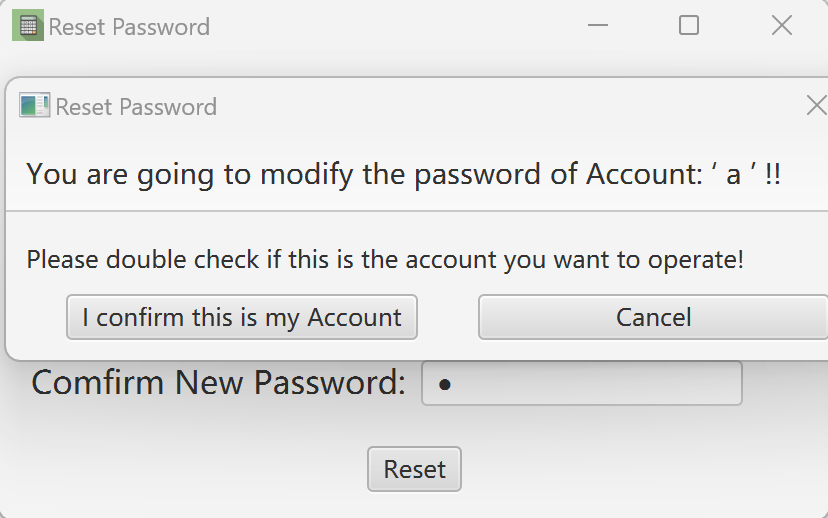 Reset Password
Reset Password
You are going to modify the password of Account: ‘ a ’ !!
Please double check if this is the account you want to operate!
I confirm this is my Account
Cancel
Comfirm New Password: ●
Reset